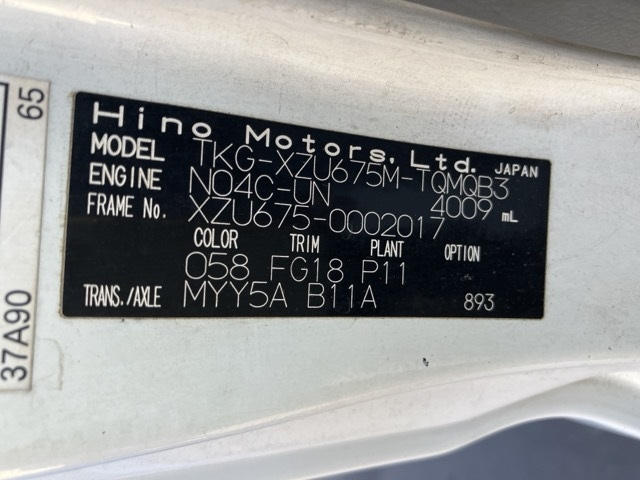 Hino Motors, Ltd. JAPAN
MODEL TKG-XZU675M-TQMQB3
ENGINE N04C-UN 4009 mL
FRAME No. XZU675-0002017
COLOR TRIM PLANT OPTION
058 FG18 P11
TRANS./AXLE MYY5A B11A 893
37A90 65